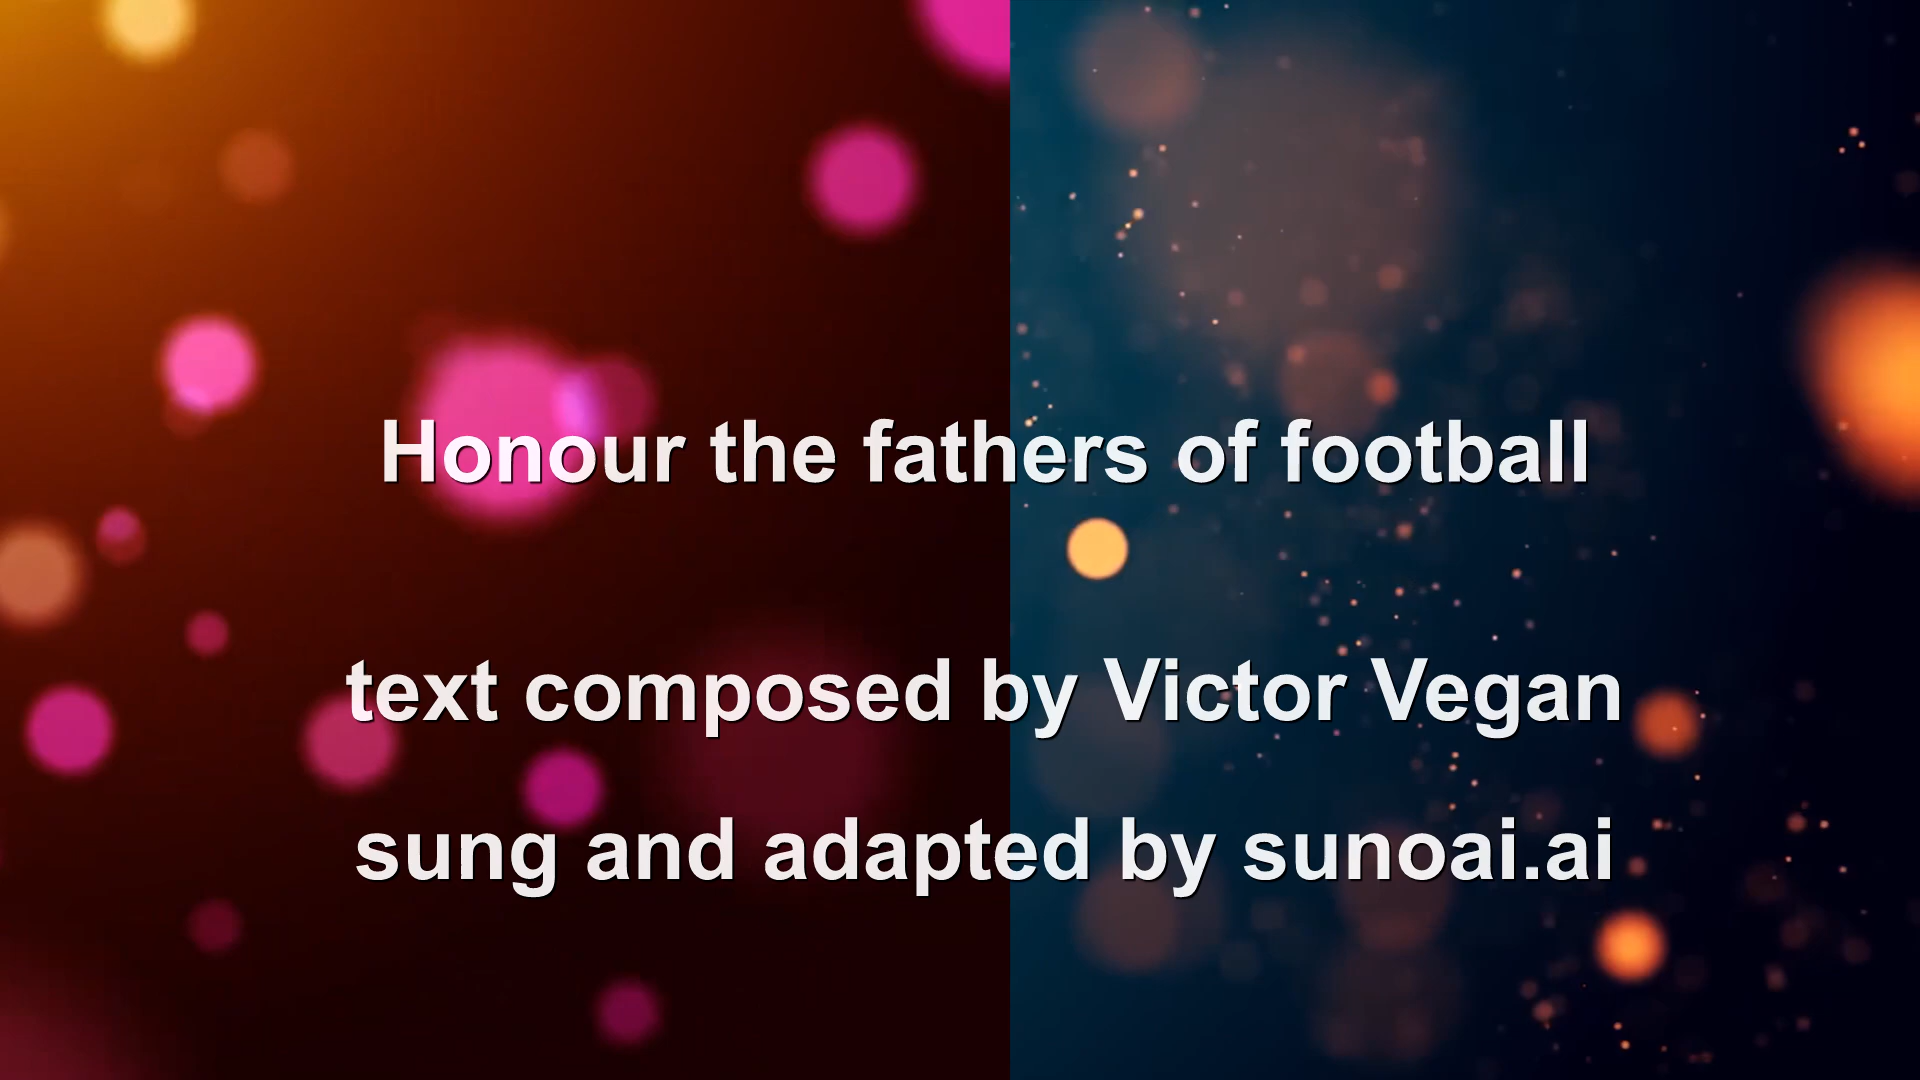 Honour the fathers of football
text composed by Victor Vegan
sung and adapted by sunoai.ai